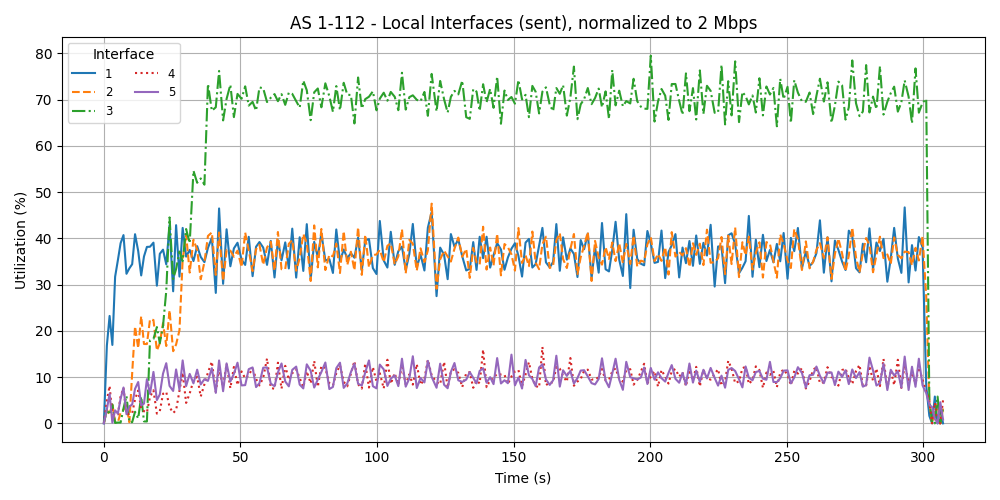 AS 1-112 - Local Interfaces (sent), normalized to 2 Mbps
Utilization (%)
80
70
60
50
40
30
20
10
0
Interface
1
2
3
4
5
0 50 100 150 200 250 300
Time (s)